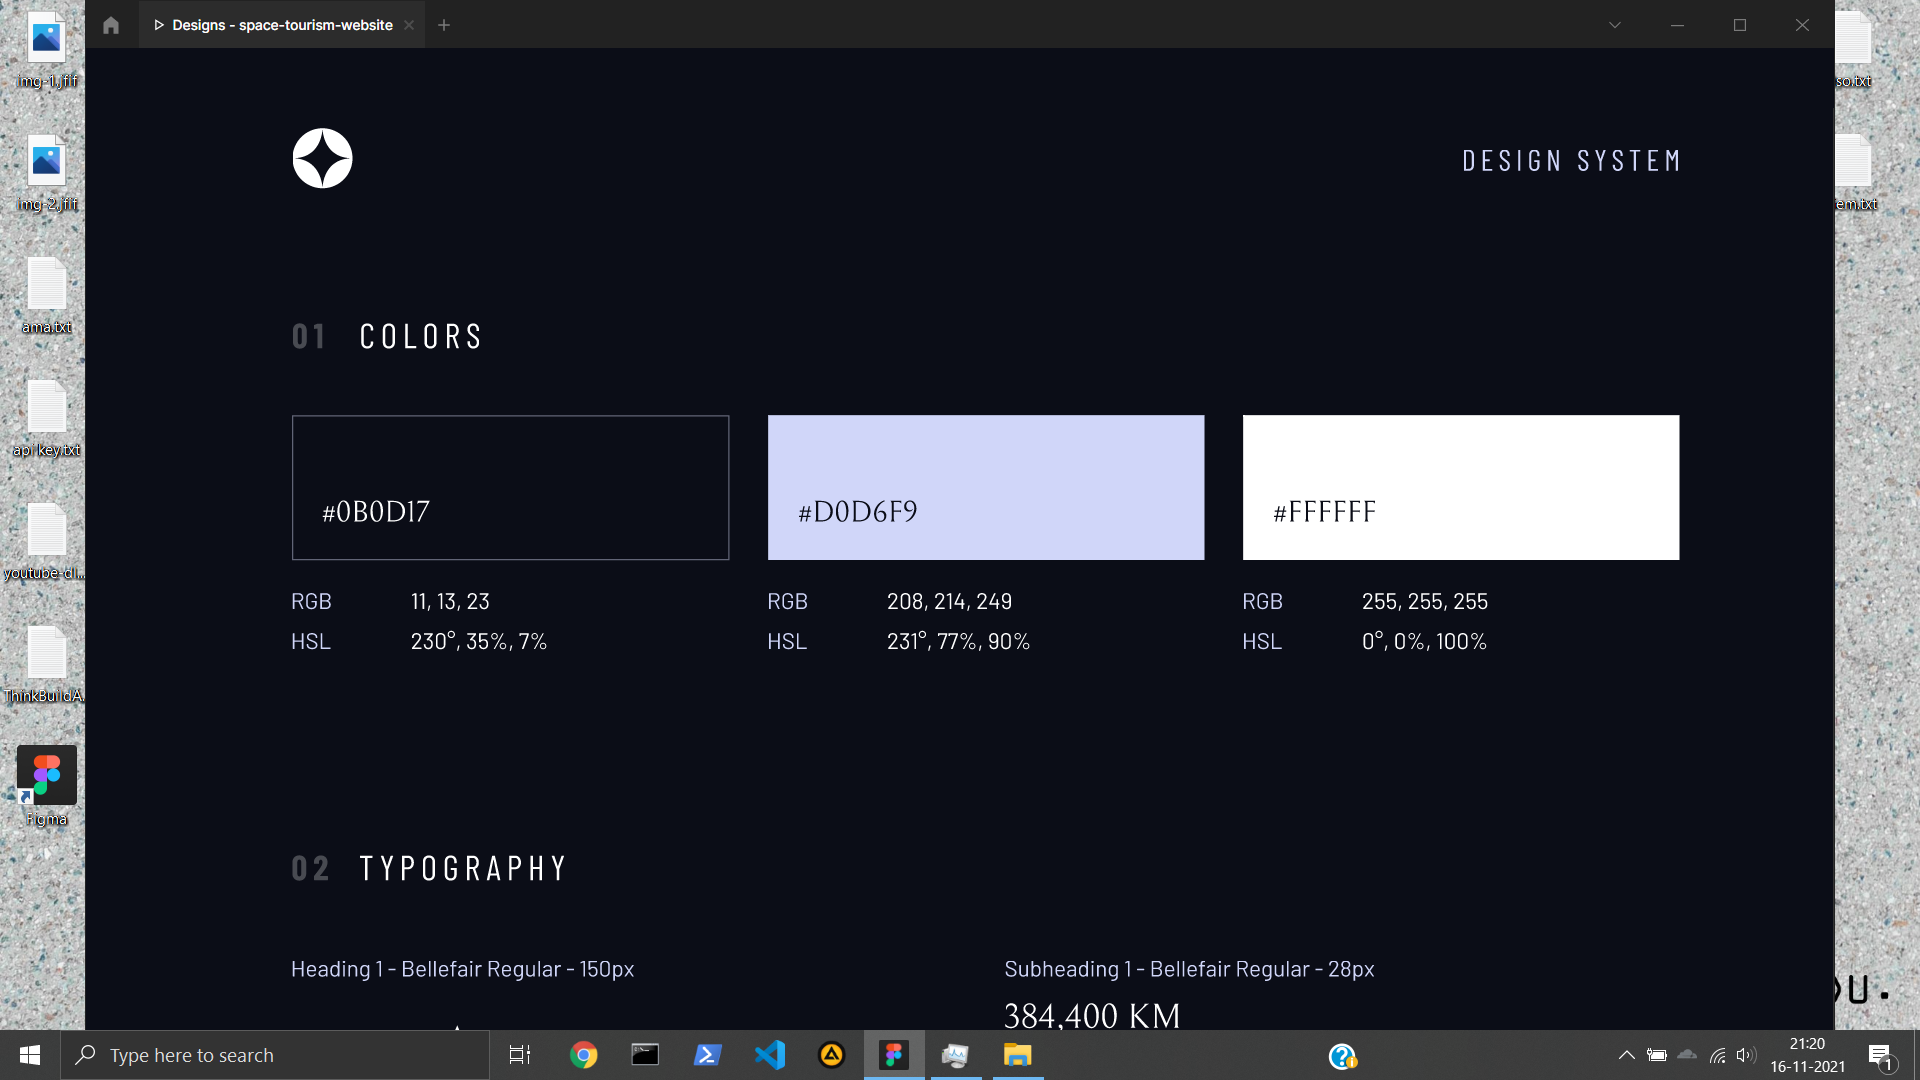 Designs - space-tourism-website
DESIGN SYSTEM
01 COLORS
#0B0D17
#D0D6F9
#FFFFFF
RGB 11, 13, 23
HSL 230°, 35%, 7%
RGB 208, 214, 249
HSL 231°, 77%, 90%
RGB 255, 255, 255
HSL 0°, 0%, 100%
02 TYPOGRAPHY
Heading 1 - Bellefair Regular - 150px
Subheading 1 - Bellefair Regular - 28px
384,400 KM
img-1.jfif
img-2.jfif
ama.txt
api key.txt
youtube-dl...
ThinkBuildA
Figma
so.txt
em.txt
OU.
Type here to search
21:20
16-11-2021
1